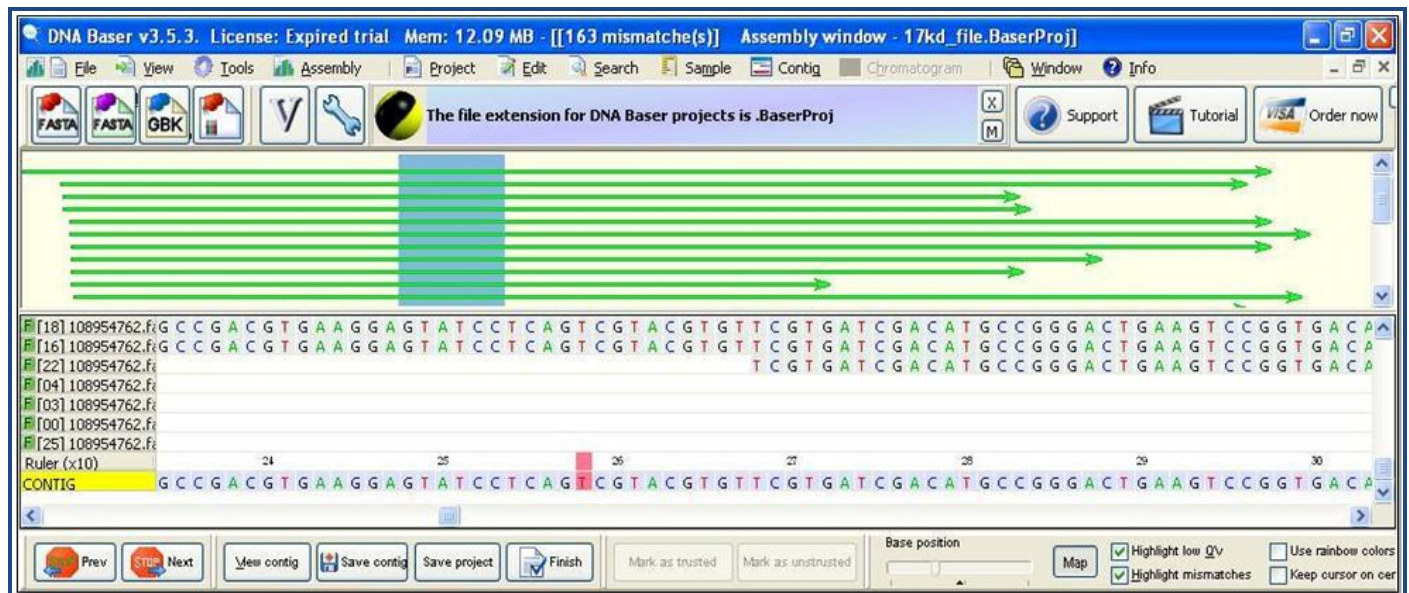 DNA Baser v3.5.3. License: Expired trial Mem: 12.09 MB - [[163 mismatche(s)] Assembly window - 17kd_file.BaserProj]
File View Tools Assembly Project Edit Search Sample Contig Chromatogram Window Info
FASTA FASTA GBK V The file extension for DNA Baser projects is .BaserProj X M Support Tutorial VISA Order now
F [18] 108954762.fa G C C G A C G T G A A G G A G T A T C C T C A G T C G T A C G T G T T C G T G A T C G A C A T G C C G G G A C T G A A G T C C G G T G A C A
F [16] 108954762.fa G C C G A C G T G A A G G A G T A T C C T C A G T C G T A C G T G T T C G T G A T C G A C A T G C C G G G A C T G A A G T C C G G T G A C A
F [22] 108954762.fa T C G T G A T C G A C A T G C C G G G A C T G A A G T C C G G T G A C A
F [04] 108954762.fa
F [03] 108954762.fa
F [00] 108954762.fa
F [25] 108954762.fa
Ruler (x10) 24 25 26 27 28 29 30
CONTIG G C C G A C G T G A A G G A G T A T C C T C A G T C G T A C G T G T T C G T G A T C G A C A T G C C G G G A C T G A A G T C C G G T G A C A
Base position
Prev STOP Next View contig Save contig Save project Finish Mark as trusted Mark as unstrusted Map Highlight low QV Use rainbow colors
Highlight mismatches Keep cursor on cer